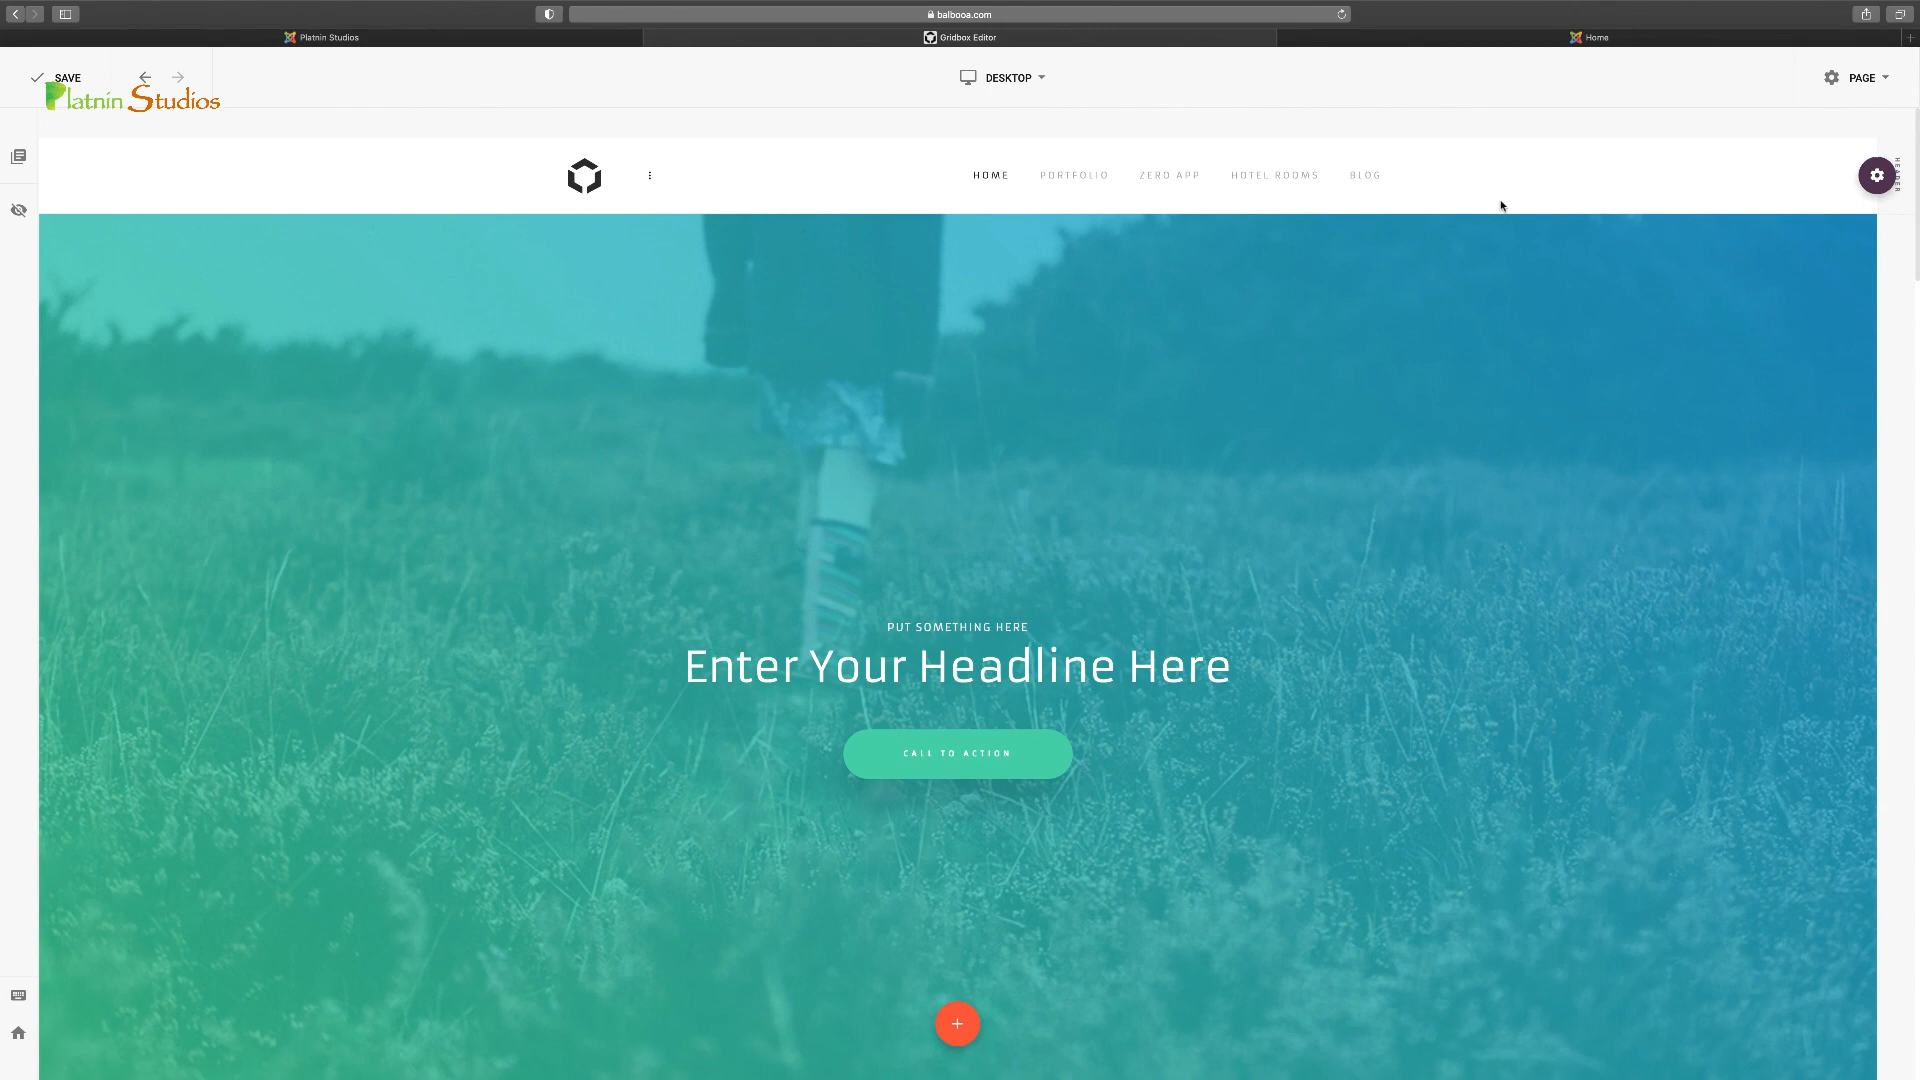 balbooa.com
Platnin Studios
Gridbox Editor
Home
SAVE
DESKTOP
PAGE
Platnin Studios
HOME PORTFOLIO ZERO APP HOTEL ROOMS BLOG
HEADER
PUT SOMETHING HERE
Enter Your Headline Here
CALL TO ACTION